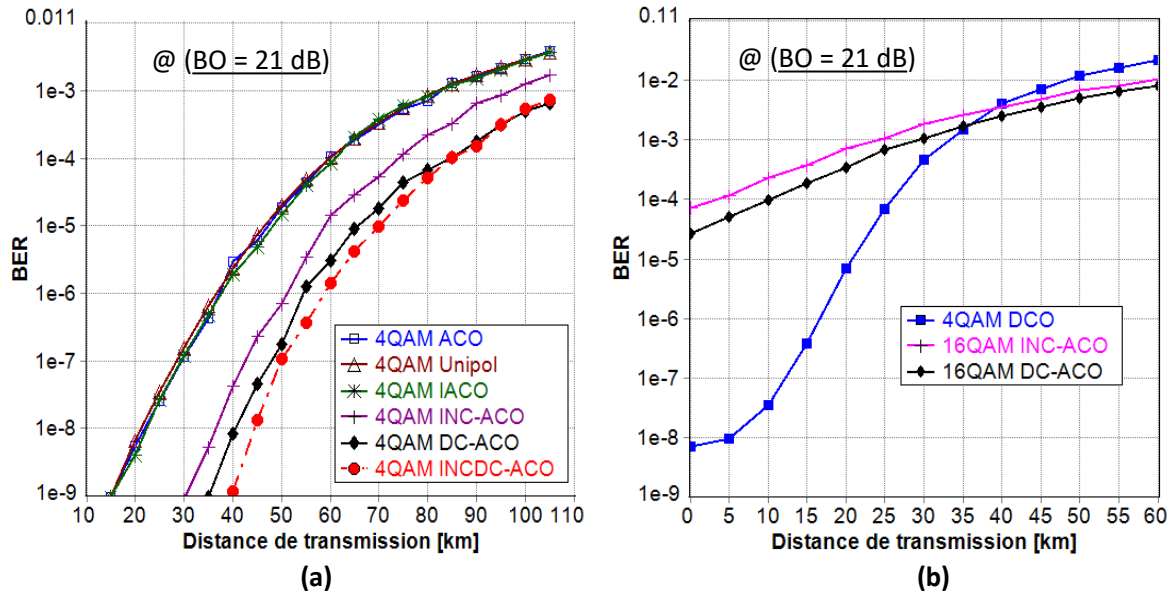 0.011
1e-3
1e-4
1e-5
1e-6
1e-7
1e-8
1e-9
BER
@ (BO = 21 dB)
4QAM ACO
4QAM Unipol
4QAM IACO
4QAM INC-ACO
4QAM DC-ACO
4QAM INCDC-ACO
10 20 30 40 50 60 70 80 90 100 110
Distance de transmission [km]
(a)
0.11
1e-2
1e-3
1e-4
1e-5
1e-6
1e-7
1e-8
1e-9
BER
@ (BO = 21 dB)
4QAM DCO
16QAM INC-ACO
16QAM DC-ACO
0 5 10 15 20 25 30 35 40 45 50 55 60
Distance de transmission [km]
(b)